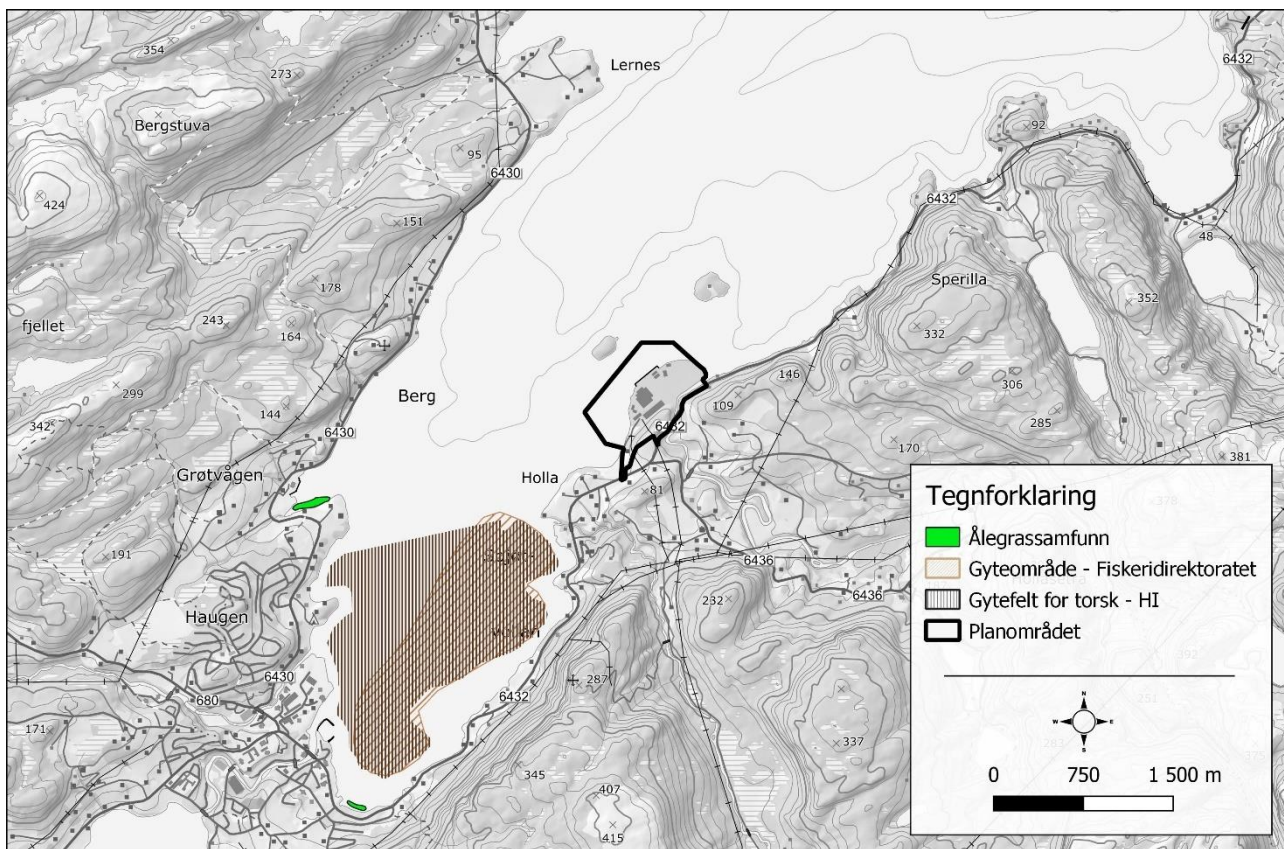 354
273
Lernes
6432
Bergstuva
92
95
6430
424
6432
151
48
178
Sperilla
352
fjellet
243
164
332
299
146
306
Berg
109
144
285
342
6430
6432
170
381
Grøtvågen
Holla
81
191
6436
6436
Haugen
232
6430
6432
287
680
171
337
345
407
415
Tegnforklaring
Ålegrassamfunn
Gyteområde - Fiskeridirektoratet
Gytefelt for torsk - HI
Planområdet
N
W
E
S
0
750
1 500 m